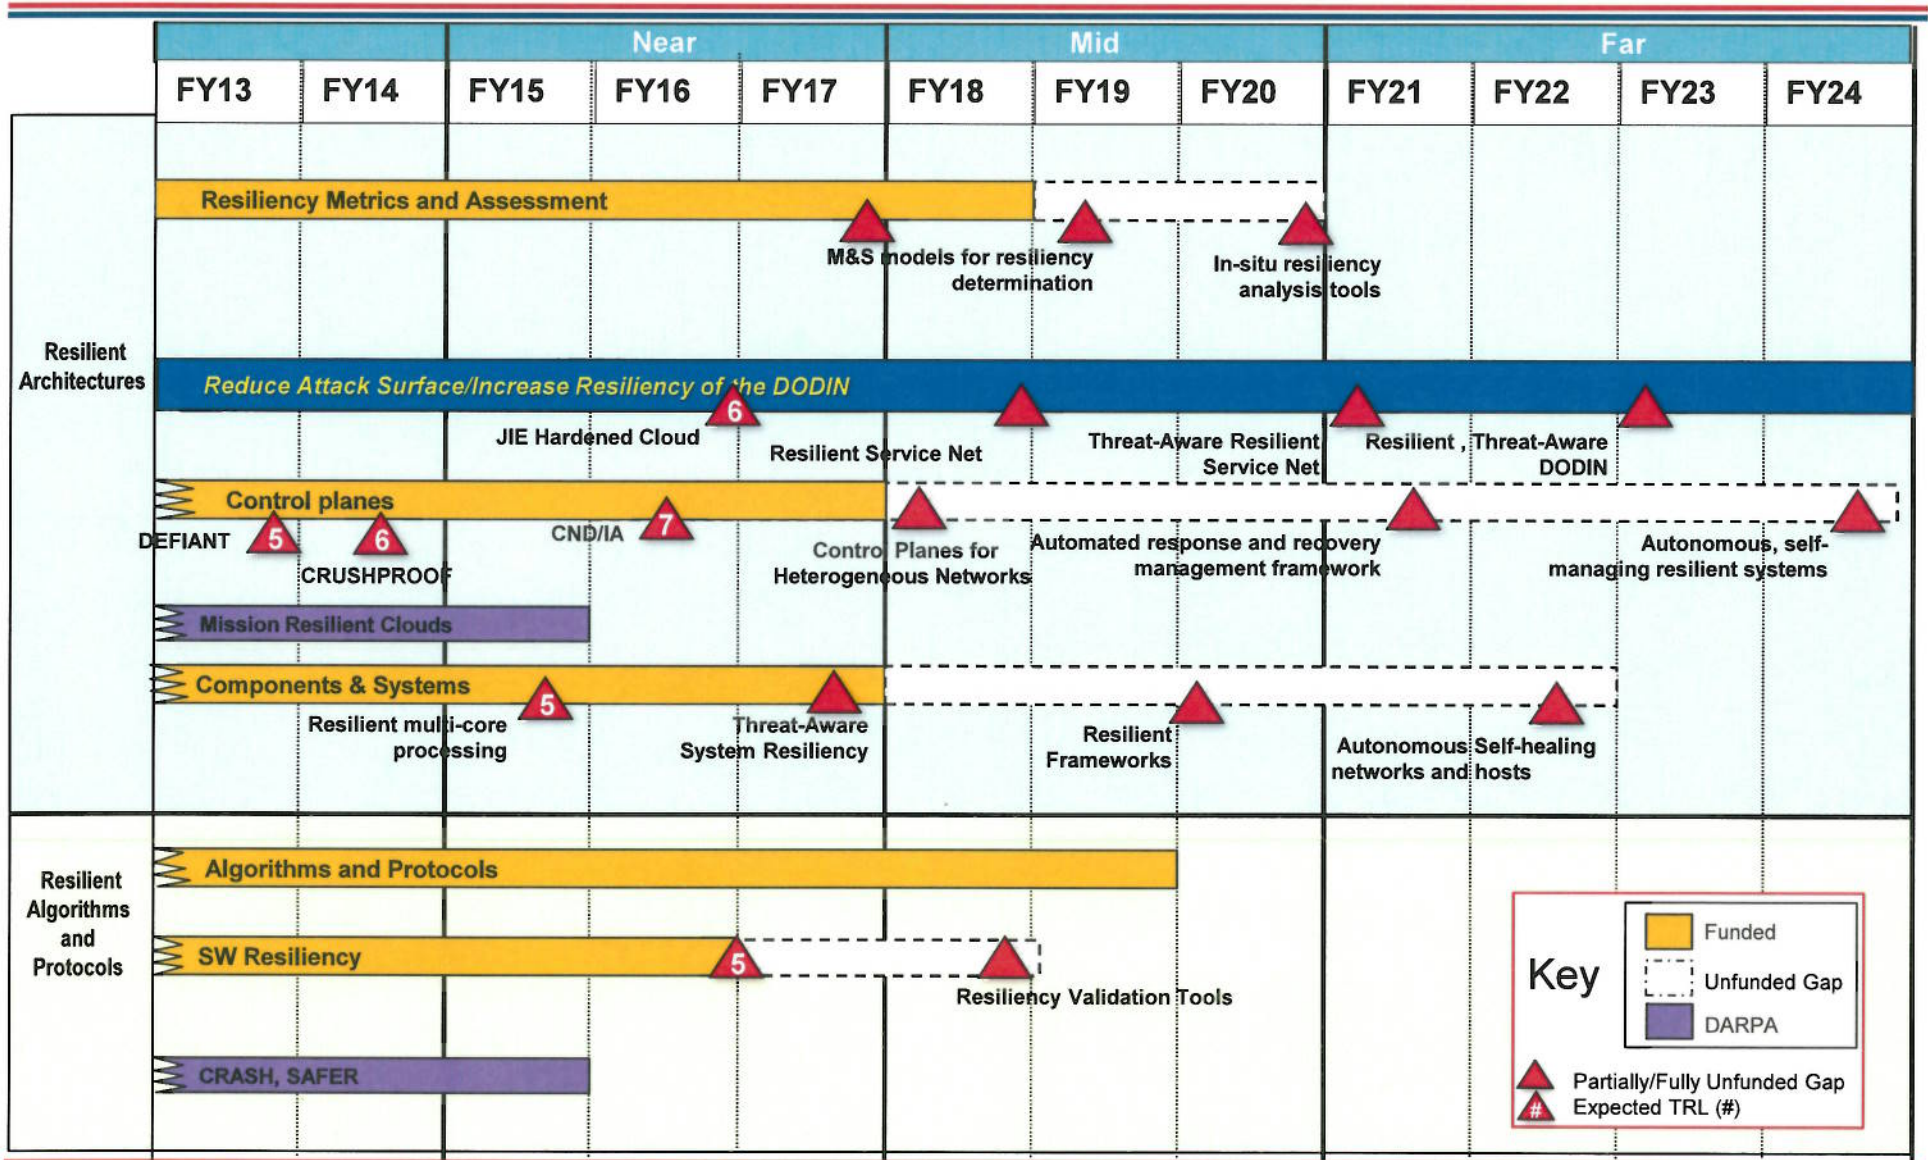 Near
Mid
Far
FY13
FY14
FY15
FY16
FY17
FY18
FY19
FY20
FY21
FY22
FY23
FY24
Resilient
Architectures
Resiliency Metrics and Assessment
M&S models for resiliency
determination
In-situ resiliency
analysis tools
Reduce Attack Surface/Increase Resiliency of the DODIN
6
JIE Hardened Cloud
Resilient Service Net
Threat-Aware Resilient
Service Net
Resilient , Threat-Aware
DODIN
Control planes
DEFIANT
5
6
CRUSHPROOF
CND/IA
7
Control Planes for
Heterogeneous Networks
Automated response and recovery
management framework
Autonomous, self-
managing resilient systems
Mission Resilient Clouds
Components & Systems
Resilient multi-core
processing
5
Threat-Aware
System Resiliency
Resilient
Frameworks
Autonomous Self-healing
networks and hosts
Resilient
Algorithms
and
Protocols
Algorithms and Protocols
SW Resiliency
5
Resiliency Validation Tools
CRASH, SAFER
Key
Funded
Unfunded Gap
DARPA
Partially/Fully Unfunded Gap
#
Expected TRL (#)